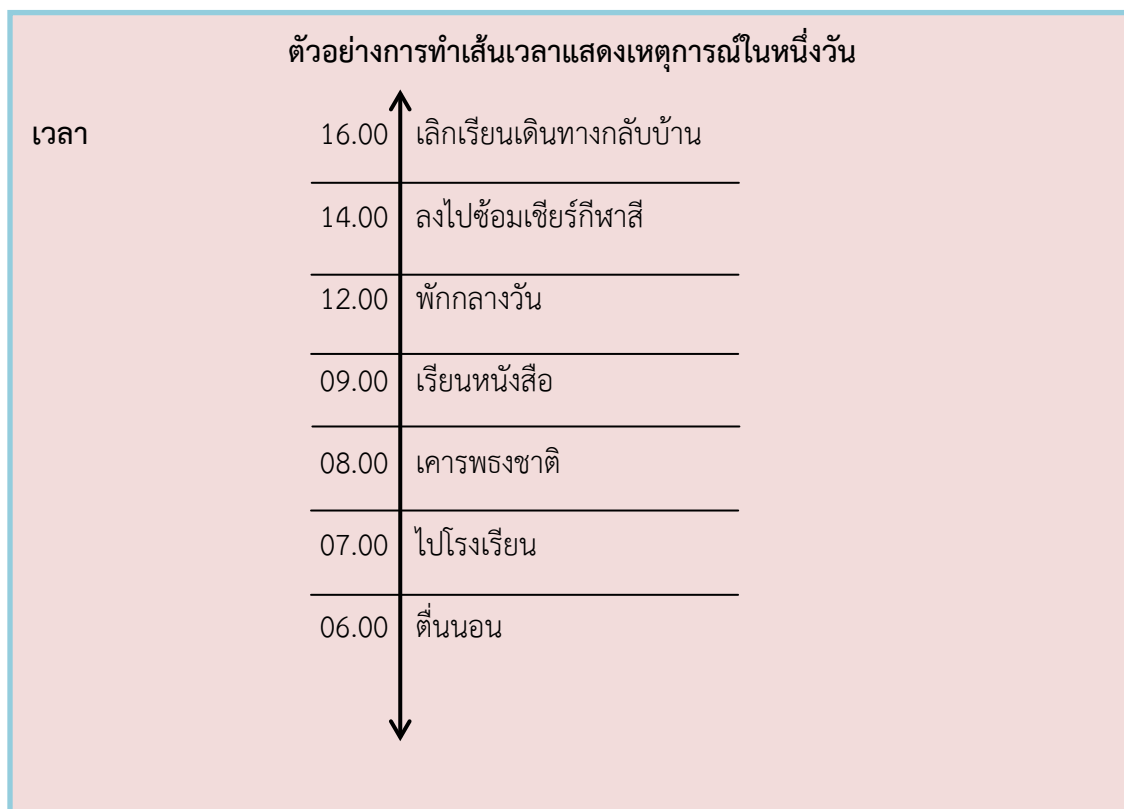 ตัวอย่างการทำเส้นเวลาแสดงเหตุการณ์ในหนึ่งวัน
เวลา 16.00 เลิกเรียนเดินทางกลับบ้าน
14.00 ลงไปซ้อมเชียร์กีฬาสี
12.00 พักกลางวัน
09.00 เรียนหนังสือ
08.00 เคารพธงชาติ
07.00 ไปโรงเรียน
06.00 ตื่นนอน